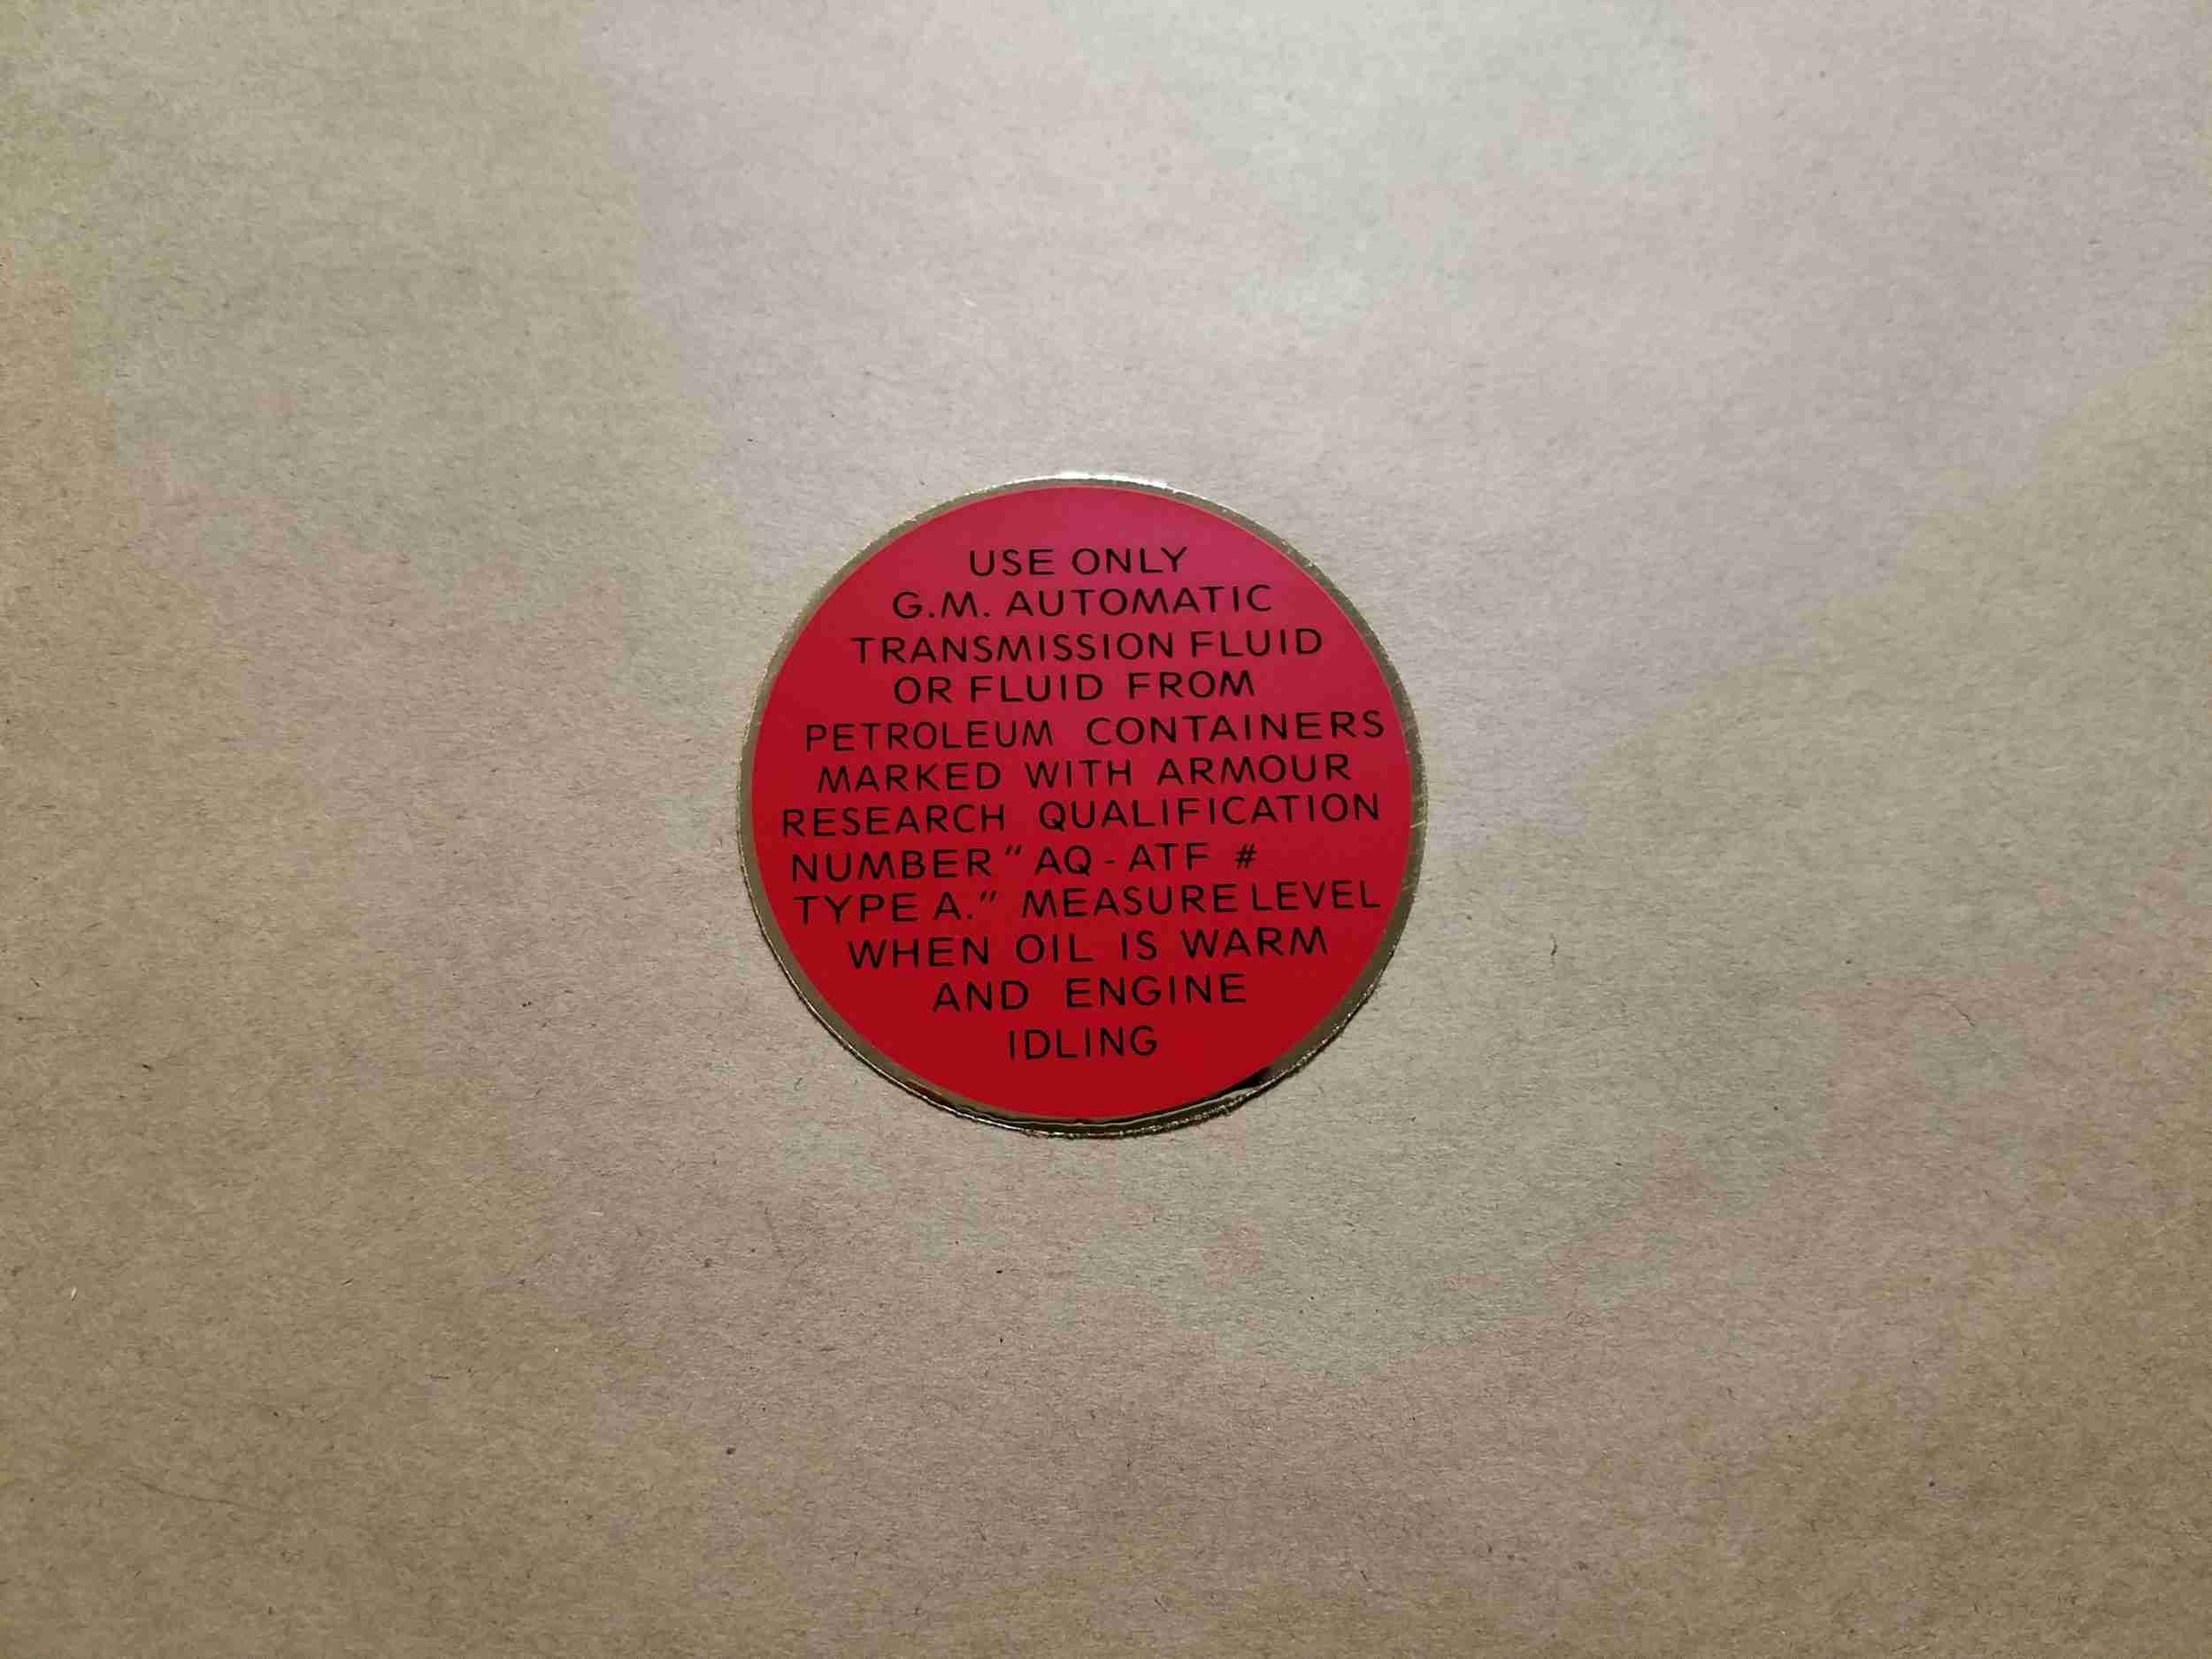 USE ONLY
G.M. AUTOMATIC
TRANSMISSION FLUID
OR FLUID FROM
PETROLEUM CONTAINERS
MARKED WITH ARMOUR
RESEARCH QUALIFICATION
NUMBER "AQ-ATF #
TYPE A." MEASURE LEVEL
WHEN OIL IS WARM
AND ENGINE
IDLING